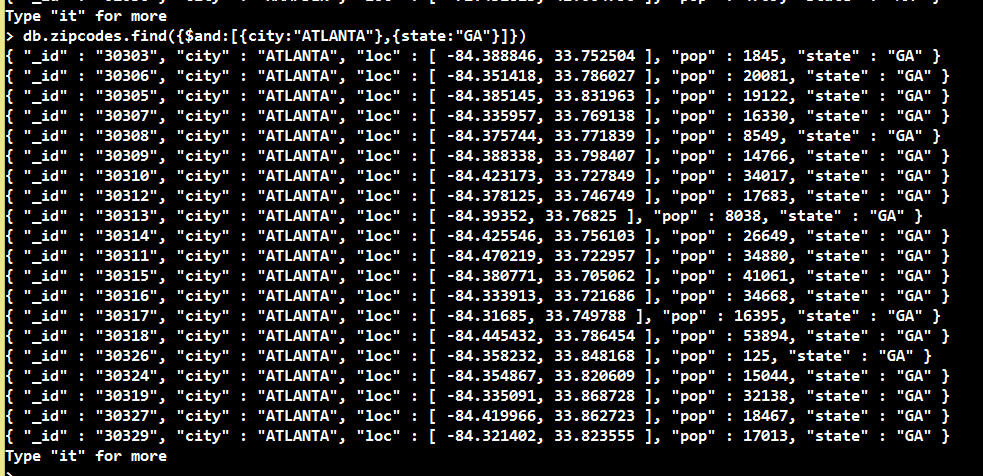 Type "it" for more
> db.zipcodes.find({$and:[{city:"ATLANTA"},{state:"GA"}]})
{ "_id" : "30303", "city" : "ATLANTA", "loc" : [ -84.388846, 33.752504 ], "pop" : 1845, "state" : "GA" }
{ "_id" : "30306", "city" : "ATLANTA", "loc" : [ -84.351418, 33.786027 ], "pop" : 20081, "state" : "GA" }
{ "_id" : "30305", "city" : "ATLANTA", "loc" : [ -84.385145, 33.831963 ], "pop" : 19122, "state" : "GA" }
{ "_id" : "30307", "city" : "ATLANTA", "loc" : [ -84.335957, 33.769138 ], "pop" : 16330, "state" : "GA" }
{ "_id" : "30308", "city" : "ATLANTA", "loc" : [ -84.375744, 33.771839 ], "pop" : 8549, "state" : "GA" }
{ "_id" : "30309", "city" : "ATLANTA", "loc" : [ -84.388338, 33.798407 ], "pop" : 14766, "state" : "GA" }
{ "_id" : "30310", "city" : "ATLANTA", "loc" : [ -84.423173, 33.727849 ], "pop" : 34017, "state" : "GA" }
{ "_id" : "30312", "city" : "ATLANTA", "loc" : [ -84.378125, 33.746749 ], "pop" : 17683, "state" : "GA" }
{ "_id" : "30313", "city" : "ATLANTA", "loc" : [ -84.39352, 33.76825 ], "pop" : 8038, "state" : "GA" }
{ "_id" : "30314", "city" : "ATLANTA", "loc" : [ -84.425546, 33.756103 ], "pop" : 26649, "state" : "GA" }
{ "_id" : "30311", "city" : "ATLANTA", "loc" : [ -84.470219, 33.722957 ], "pop" : 34880, "state" : "GA" }
{ "_id" : "30315", "city" : "ATLANTA", "loc" : [ -84.380771, 33.705062 ], "pop" : 41061, "state" : "GA" }
{ "_id" : "30316", "city" : "ATLANTA", "loc" : [ -84.333913, 33.721686 ], "pop" : 34668, "state" : "GA" }
{ "_id" : "30317", "city" : "ATLANTA", "loc" : [ -84.31685, 33.749788 ], "pop" : 16395, "state" : "GA" }
{ "_id" : "30318", "city" : "ATLANTA", "loc" : [ -84.445432, 33.786454 ], "pop" : 53894, "state" : "GA" }
{ "_id" : "30326", "city" : "ATLANTA", "loc" : [ -84.358232, 33.848168 ], "pop" : 125, "state" : "GA" }
{ "_id" : "30324", "city" : "ATLANTA", "loc" : [ -84.354867, 33.820609 ], "pop" : 15044, "state" : "GA" }
{ "_id" : "30319", "city" : "ATLANTA", "loc" : [ -84.335091, 33.868728 ], "pop" : 32138, "state" : "GA" }
{ "_id" : "30327", "city" : "ATLANTA", "loc" : [ -84.419966, 33.862723 ], "pop" : 18467, "state" : "GA" }
{ "_id" : "30329", "city" : "ATLANTA", "loc" : [ -84.321402, 33.823555 ], "pop" : 17013, "state" : "GA" }
Type "it" for more